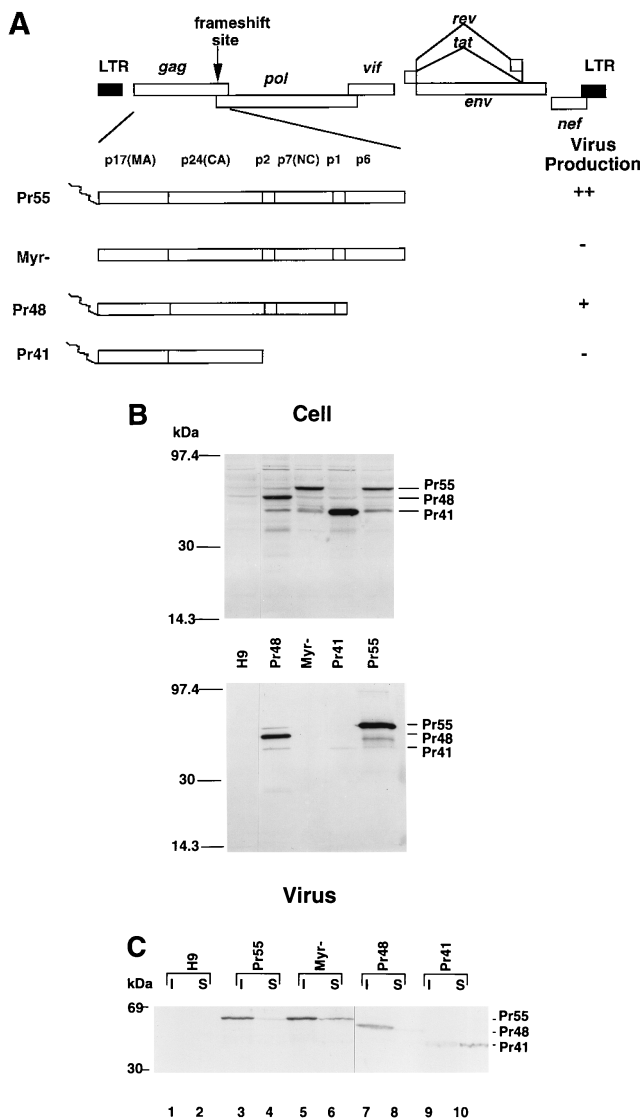 A
frameshift
site
rev
tat
LTR
gag
pol
vif
env
LTR
nef
p17(MA) p24(CA) p2 p7(NC) p1 p6
Virus
Production
Pr55 ++
Myr- -
Pr48 +
Pr41 -
B Cell
kDa
97.4
30
14.3
Pr55
Pr48
Pr41
H9 Pr48 Myr- Pr41 Pr55
97.4
30
14.3
Pr55
Pr48
Pr41
Virus
C
H9 Pr55 Myr- Pr48 Pr41
kDa I S I S I S I S I S
69
30
Pr55
Pr48
Pr41
1 2 3 4 5 6 7 8 9 10